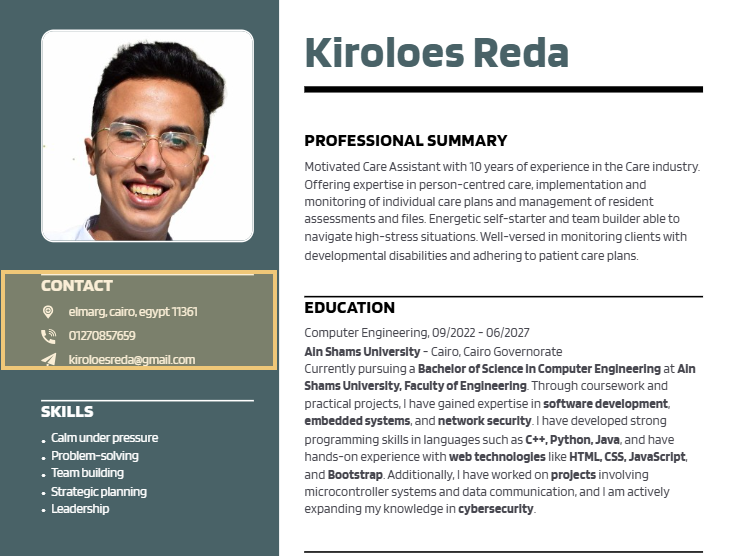 Kiroloes Reda
CONTACT
elmarg, cairo, egypt 11361
01270857659
kiroloesreda@gmail.com
SKILLS
Calm under pressure
Problem-solving
Team building
Strategic planning
Leadership
PROFESSIONAL SUMMARY
Motivated Care Assistant with 10 years of experience in the Care industry.
Offering expertise in person-centred care, implementation and
monitoring of individual care plans and management of resident
assessments and files. Energetic self-starter and team builder able to
navigate high-stress situations. Well-versed in monitoring clients with
developmental disabilities and adhering to patient care plans.
EDUCATION
Computer Engineering, 09/2022 - 06/2027
Ain Shams University - Cairo, Cairo Governorate
Currently pursuing a Bachelor of Science in Computer Engineering at Ain
Shams University, Faculty of Engineering. Through coursework and
practical projects, I have gained expertise in software development,
embedded systems, and network security. I have developed strong
programming skills in languages such as C++, Python, Java, and have
hands-on experience with web technologies like HTML, CSS, JavaScript,
and Bootstrap. Additionally, I have worked on projects involving
microcontroller systems and data communication, and I am actively
expanding my knowledge in cybersecurity.